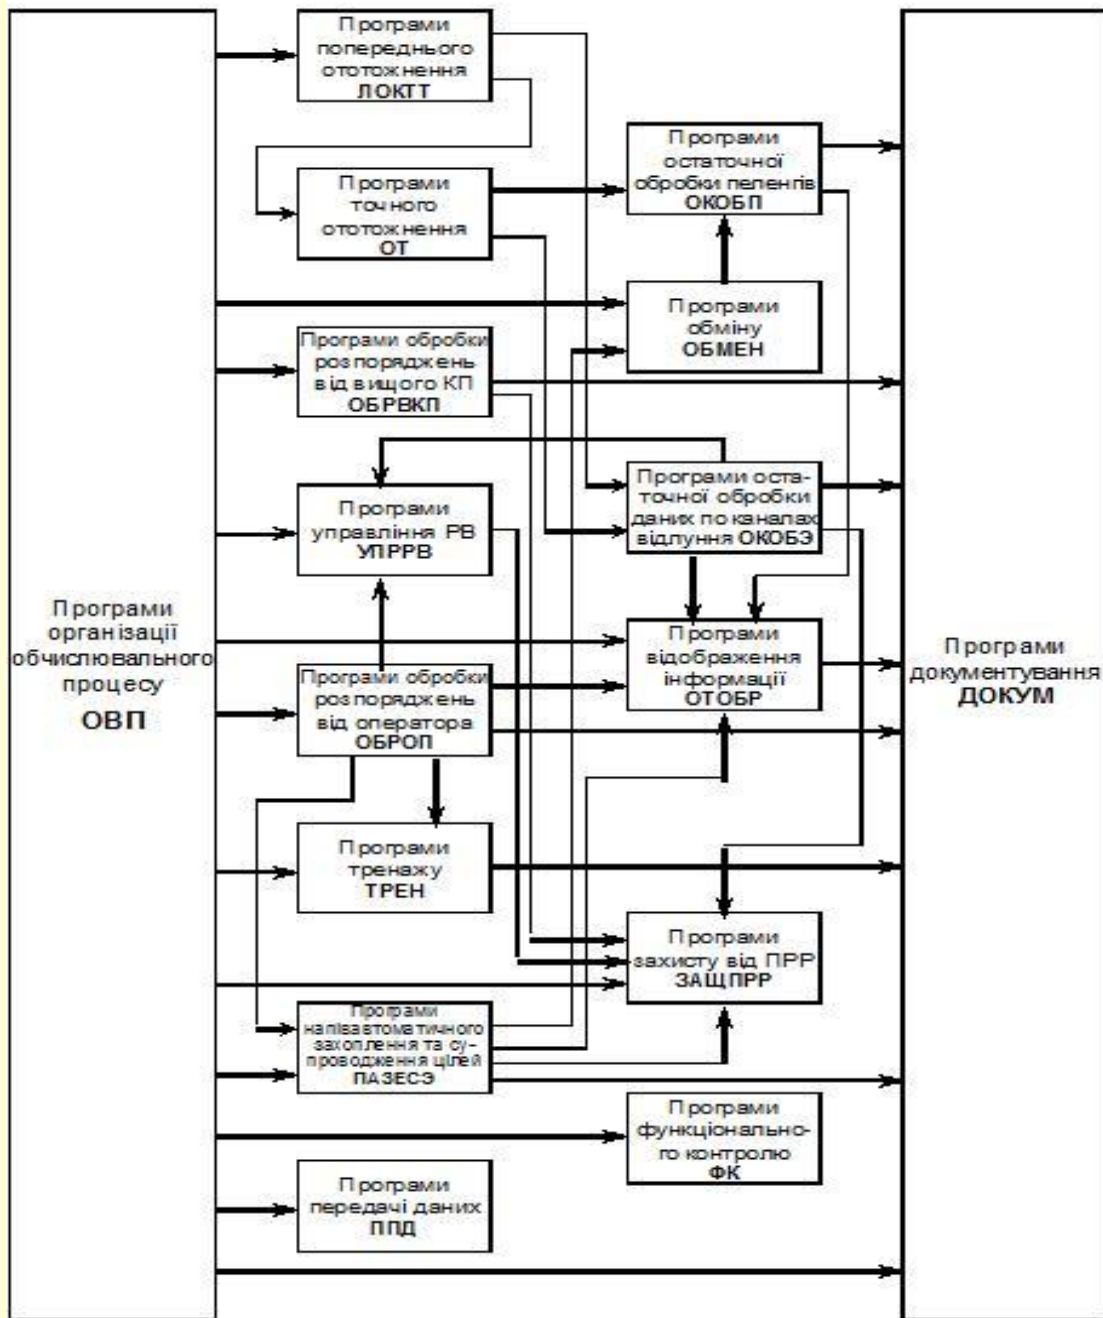 Програми
організації
обчислювального
процесу
ОВП
Програми
попереднього
ототожнення
ЛОКТТ
Програми
точного
ототожнення
ОТ
Програми обробки
розпоряджень
від вищого КП
ОБРВКП
Програми
управління РВ
УПРРВ
Програми обробки
розпоряджень
від оператора
ОБРОП
Програми
тренажу
ТРЕН
Програми
напівавтоматичного
захоплення та су-
проводження цілей
ПАЗЕСЭ
Програми
передачі даних
ППД
Програми
остаточної
обробки пеленгів
ОКОБП
Програми
обміну
ОБМЕН
Програми оста-
точної обробки
даних по каналах
відлуння ОКОБЭ
Програми
відображення
інформації
ОТОБР
Програми
захисту від ПРР
ЗАЩПРР
Програми
функціонально-
го контролю
ФК
Програми
документування
ДОКУМ